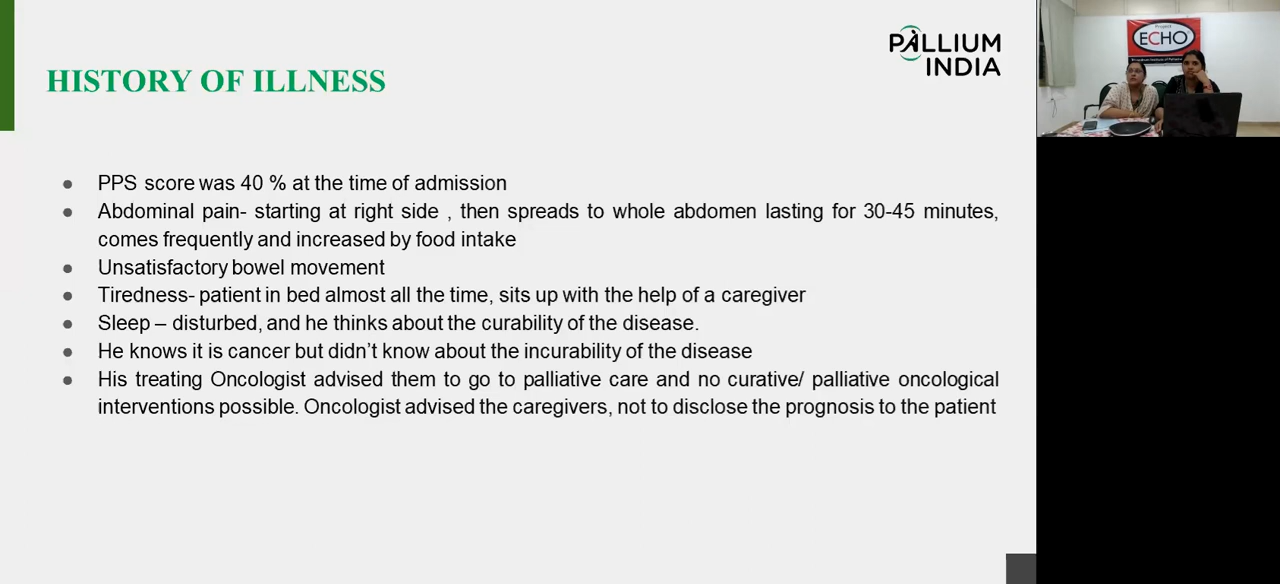 PALLIUM
INDIA
HISTORY OF ILLNESS
PPS score was 40 % at the time of admission
Abdominal pain- starting at right side , then spreads to whole abdomen lasting for 30-45 minutes,
comes frequently and increased by food intake
Unsatisfactory bowel movement
Tiredness- patient in bed almost all the time, sits up with the help of a caregiver
Sleep – disturbed, and he thinks about the curability of the disease.
He knows it is cancer but didn’t know about the incurability of the disease
His treating Oncologist advised them to go to palliative care and no curative/ palliative oncological
interventions possible. Oncologist advised the caregivers, not to disclose the prognosis to the patient
Project
ECHO